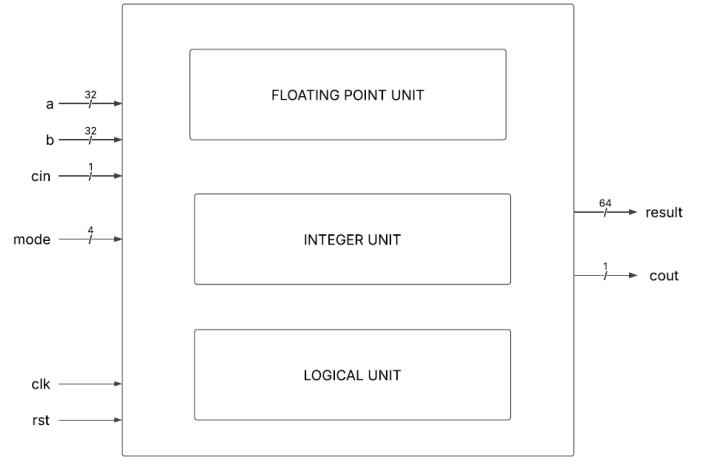 FLOATING POINT UNIT
a 32
b 32
cin 1
mode 4
INTEGER UNIT
64 result
1 cout
LOGICAL UNIT
clk
rst